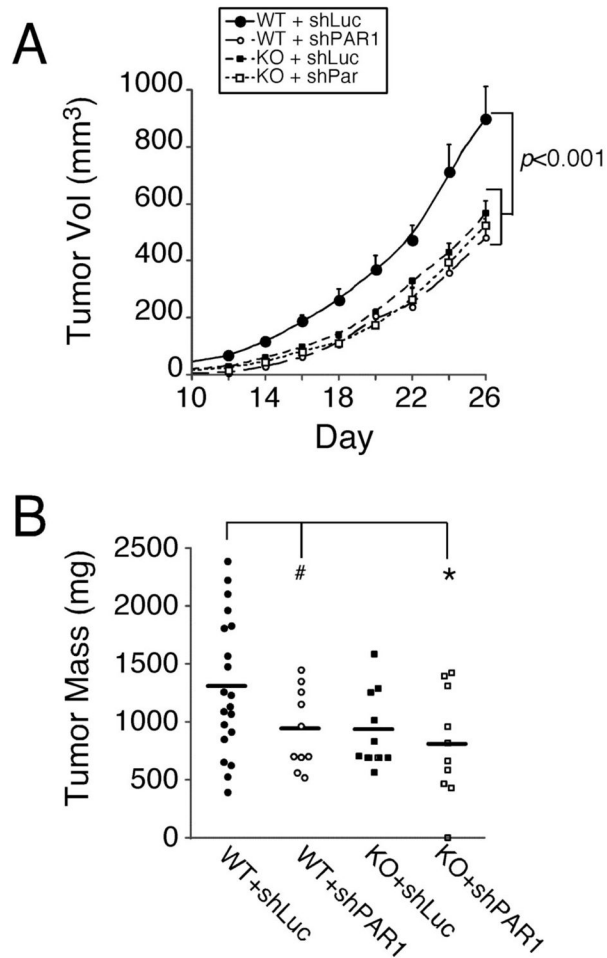 A
WT + shLuc
WT + shPAR1
KO + shLuc
KO + shPar
Tumor Vol (mm³)
1000
800
600
400
200
0
p<0.001
10 14 18 22 26
Day
B
Tumor Mass (mg)
2500
2000
1500
1000
500
0
# *
WT+shLuc
WT+shPAR1
KO+shLuc
KO+shPAR1